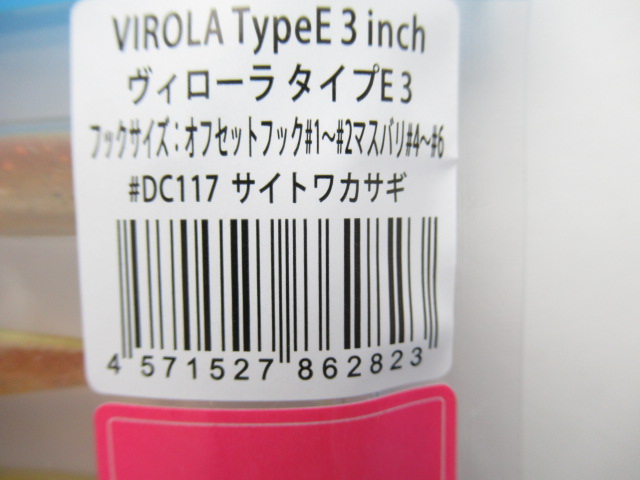 VIROLA TypeE 3 inch
ヴィローラ タイプE 3
フックサイズ：オフセットフック#1～#2マスバリ#4～#6
#DC117 サイトワカサギ
4 571527 862823